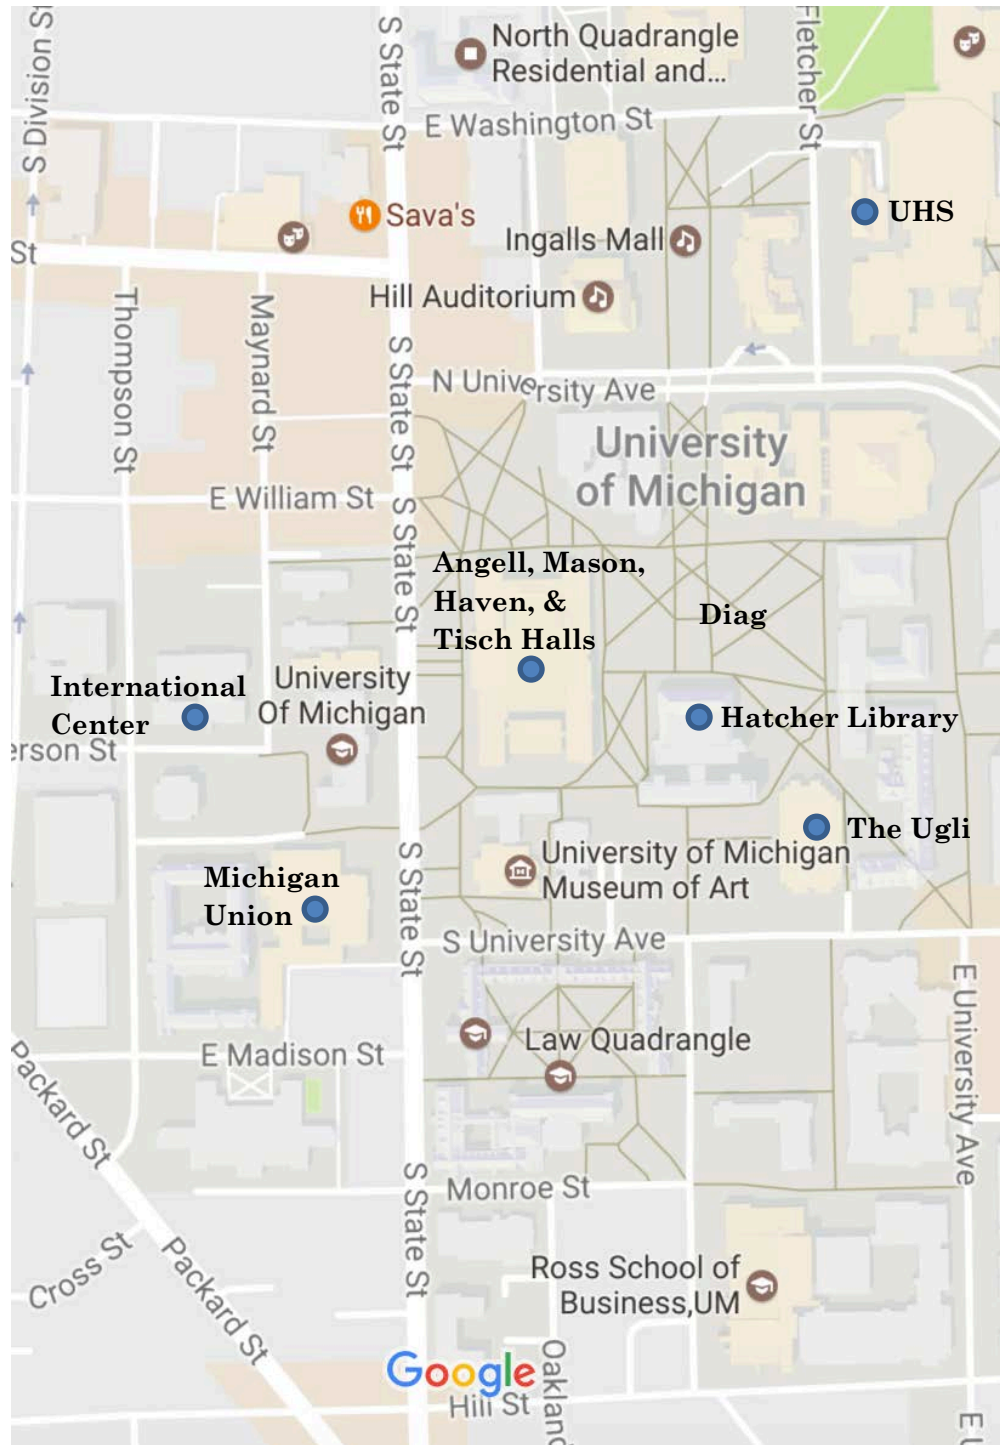 S Division St
S State St
North Quadrangle
Residential and...
Fletcher St
E Washington St
Sava's
UHS
St
Ingalls Mall
Hill Auditorium
Thompson St
Maynard St
S State St
N University Ave
University
of Michigan
E William St
S State St
Angell, Mason,
Haven, &
Tisch Halls
Diag
International
Center
University
Of Michigan
Hatcher Library
erson St
The Ugli
University of Michigan
Museum of Art
Michigan
Union
S State St
S University Ave
E University Ave
Law Quadrangle
E Madison St
Packard St
S State St
Monroe St
Cross St
Packard St
Ross School of
Business,UM
Google
Hill St
Oakland
E U